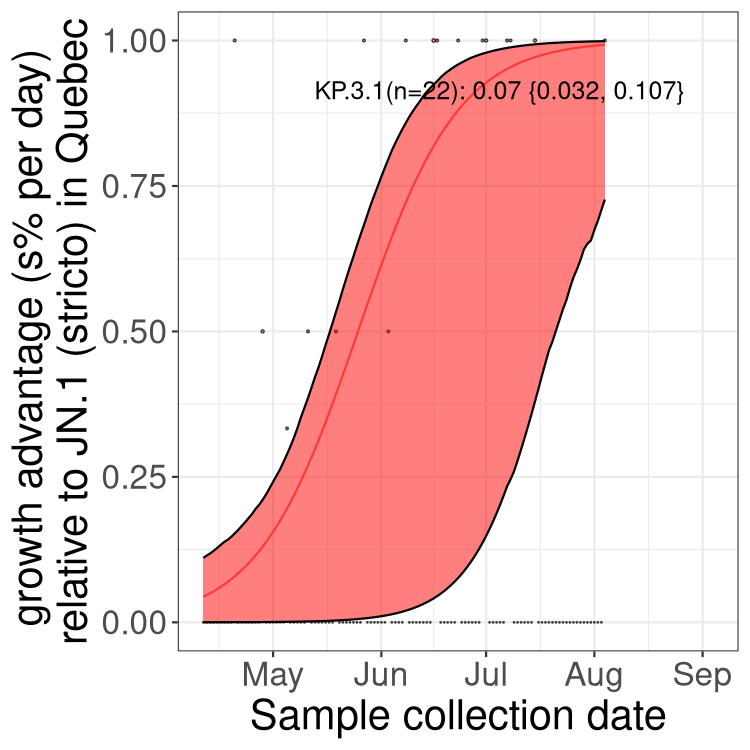 growth advantage (s% per day)
relative to JN.1 (stricto) in Quebec
1.00
0.75
0.50
0.25
0.00
KP.3.1(n=22): 0.07 {0.032, 0.107}
May Jun Jul Aug Sep
Sample collection date